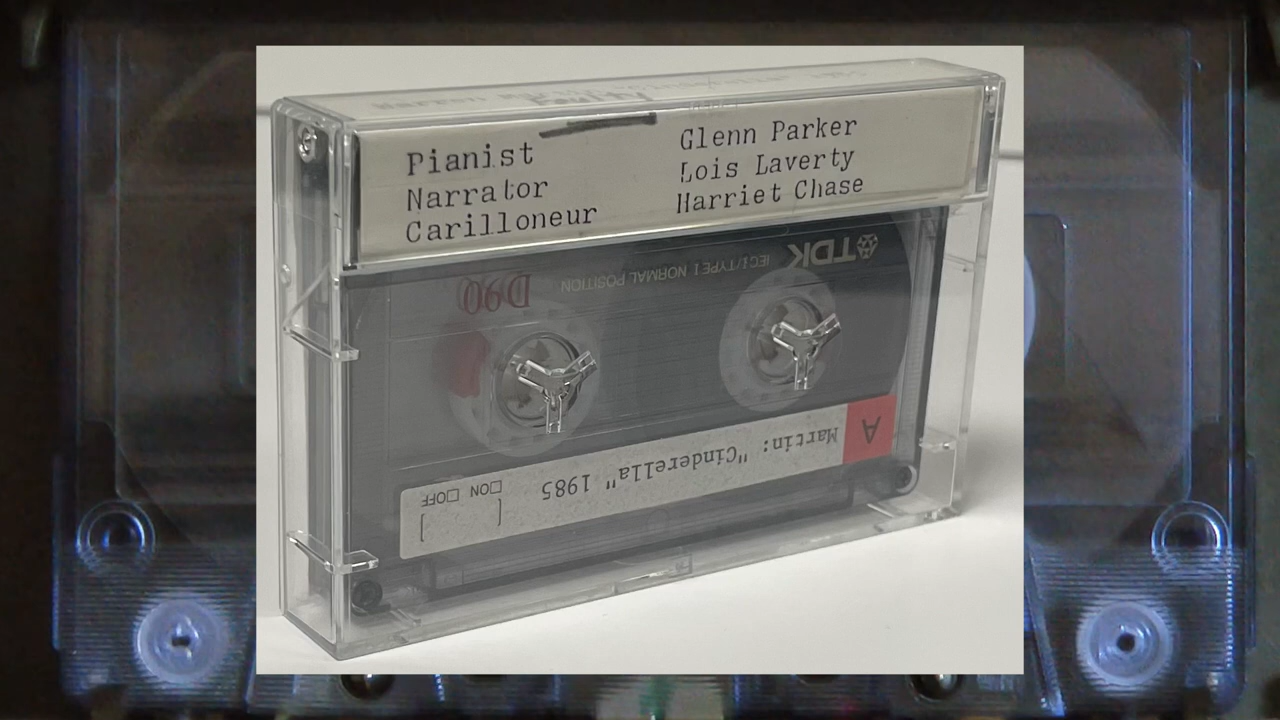 Pianist Glenn Parker
Narrator Lois Laverty
Carilloneur Harriet Chase
TDK
IEC I/TYPE I NORMAL POSITION
D90
A
Martin: "Cinderella" 1985
ON OFF